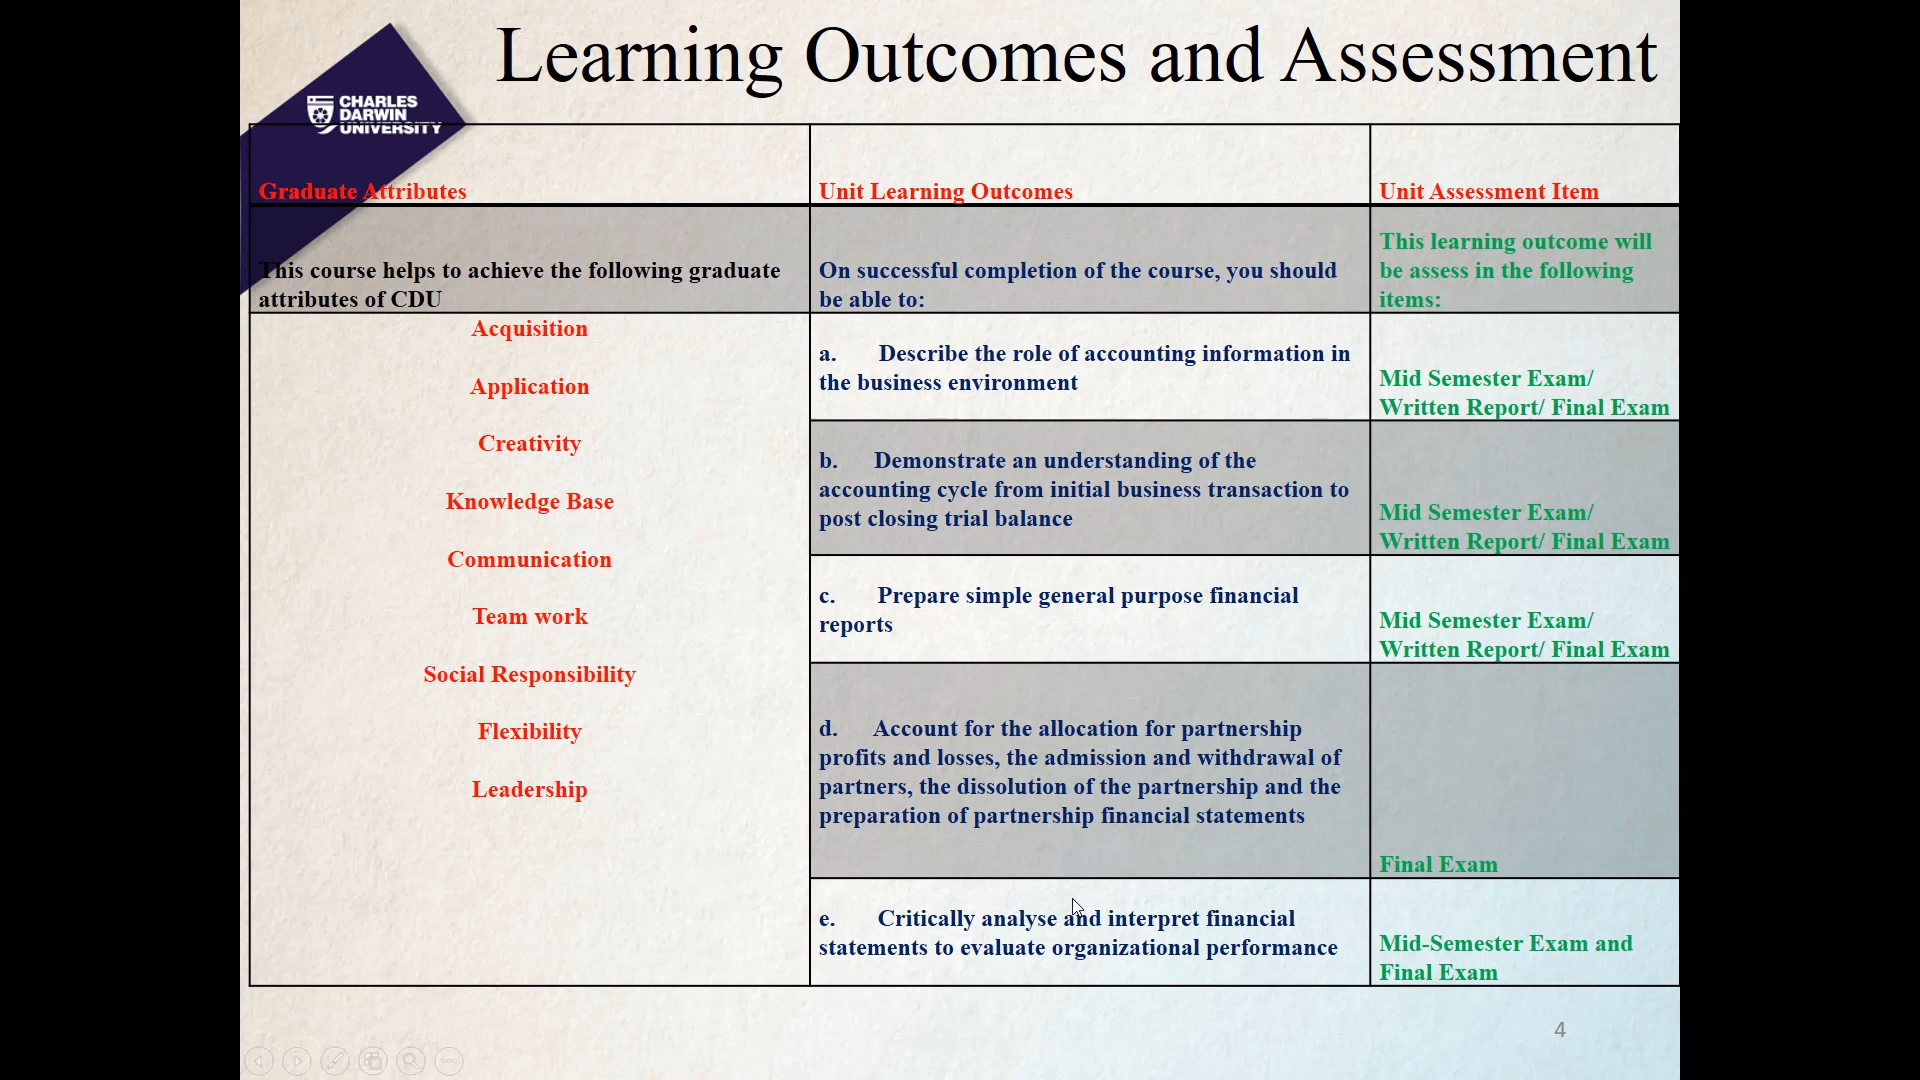 Learning Outcomes and Assessment
CHARLES
DARWIN
UNIVERSITY
Graduate Attributes
Unit Learning Outcomes
Unit Assessment Item
This course helps to achieve the following graduate
attributes of CDU
On successful completion of the course, you should
be able to:
This learning outcome will
be assess in the following
items:
Acquisition
Application
Creativity
Knowledge Base
Communication
Team work
Social Responsibility
Flexibility
Leadership
a. Describe the role of accounting information in
the business environment
Mid Semester Exam/
Written Report/ Final Exam
b. Demonstrate an understanding of the
accounting cycle from initial business transaction to
post closing trial balance
Mid Semester Exam/
Written Report/ Final Exam
c. Prepare simple general purpose financial
reports
Mid Semester Exam/
Written Report/ Final Exam
d. Account for the allocation for partnership
profits and losses, the admission and withdrawal of
partners, the dissolution of the partnership and the
preparation of partnership financial statements
Final Exam
e. Critically analyse and interpret financial
statements to evaluate organizational performance
Mid-Semester Exam and
Final Exam
4